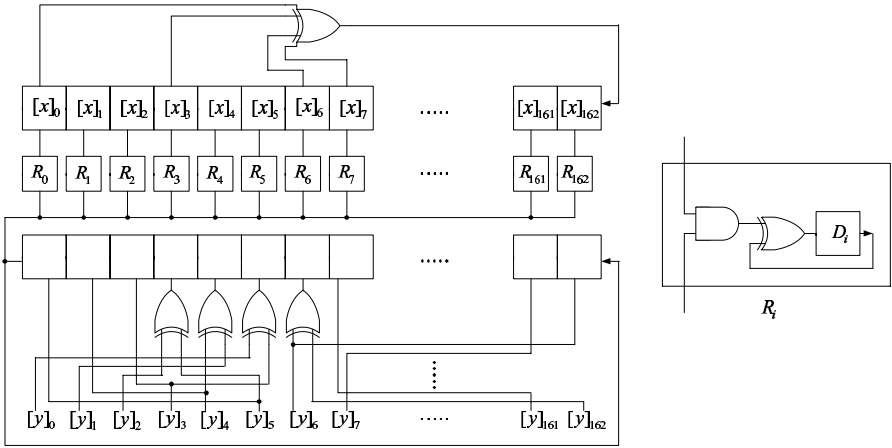 [x]₀ [x]₁ [x]₂ [x]₃ [x]₄ [x]₅ [x]₆ [x]₇ ..... [x]₁₆₁ [x]₁₆₂
R₀ R₁ R₂ R₃ R₄ R₅ R₆ R₇ ..... R₁₆₁ R₁₆₂
Dᵢ
.....
Rᵢ
[y]₀ [y]₁ [y]₂ [y]₃ [y]₄ [y]₅ [y]₆ [y]₇ ..... [y]₁₆₁ [y]₁₆₂